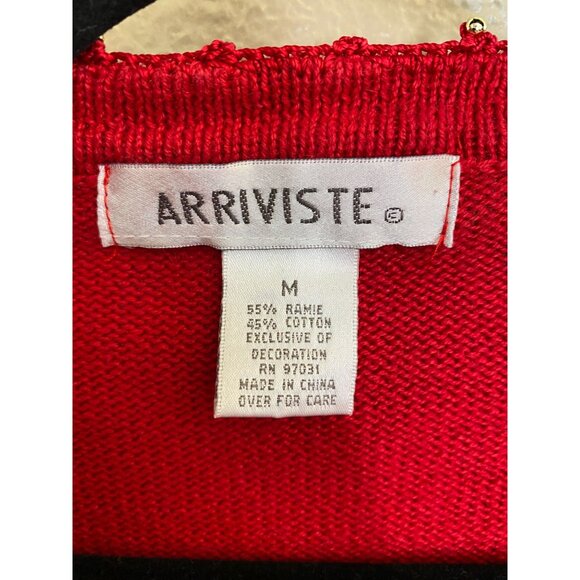 ARRIVISTE ®
M
55% RAMIE
45% COTTON
EXCLUSIVE OF
DECORATION
RN 97031
MADE IN CHINA
OVER FOR CARE